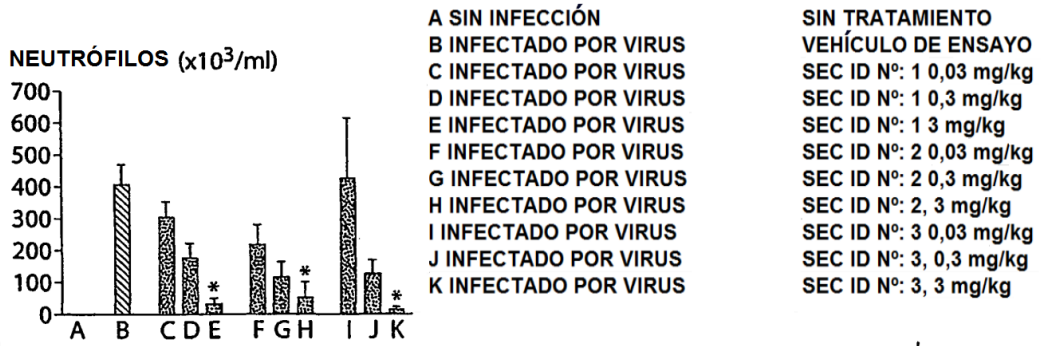 NEUTRÓFILOS (x10³/ml)
700
600
500
400
300
200
100
0
*
*
*
A B C D E F G H I J K
A SIN INFECCIÓN SIN TRATAMIENTO
B INFECTADO POR VIRUS VEHÍCULO DE ENSAYO
C INFECTADO POR VIRUS SEC ID Nº: 1 0,03 mg/kg
D INFECTADO POR VIRUS SEC ID Nº: 1 0,3 mg/kg
E INFECTADO POR VIRUS SEC ID Nº: 1 3 mg/kg
F INFECTADO POR VIRUS SEC ID Nº: 2 0,03 mg/kg
G INFECTADO POR VIRUS SEC ID Nº: 2 0,3 mg/kg
H INFECTADO POR VIRUS SEC ID Nº: 2, 3 mg/kg
I INFECTADO POR VIRUS SEC ID Nº: 3 0,03 mg/kg
J INFECTADO POR VIRUS SEC ID Nº: 3, 0,3 mg/kg
K INFECTADO POR VIRUS SEC ID Nº: 3, 3 mg/kg